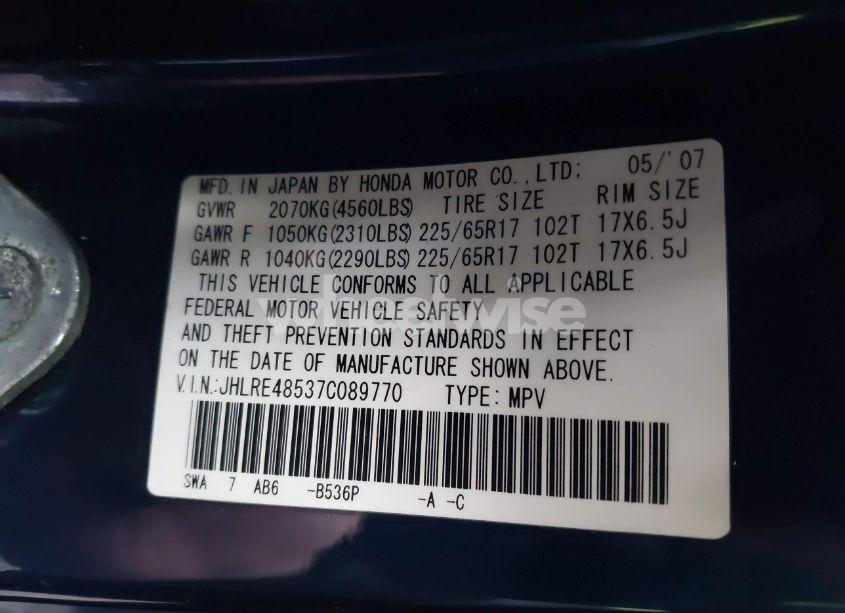 MFD. IN JAPAN BY HONDA MOTOR CO., LTD; 05/'07
GVWR 2070KG(4560LBS) TIRE SIZE RIM SIZE
GAWR F 1050KG(2310LBS) 225/65R17 102T 17X6.5J
GAWR R 1040KG(2290LBS) 225/65R17 102T 17X6.5J
THIS VEHICLE CONFORMS TO ALL APPLICABLE
FEDERAL MOTOR VEHICLE SAFETY
AND THEFT PREVENTION STANDARDS IN EFFECT
ON THE DATE OF MANUFACTURE SHOWN ABOVE.
V.I.N.:JHLRE48537C089770 TYPE: MPV
SWA 7 AB6 -B536P -A -C
wheelwise